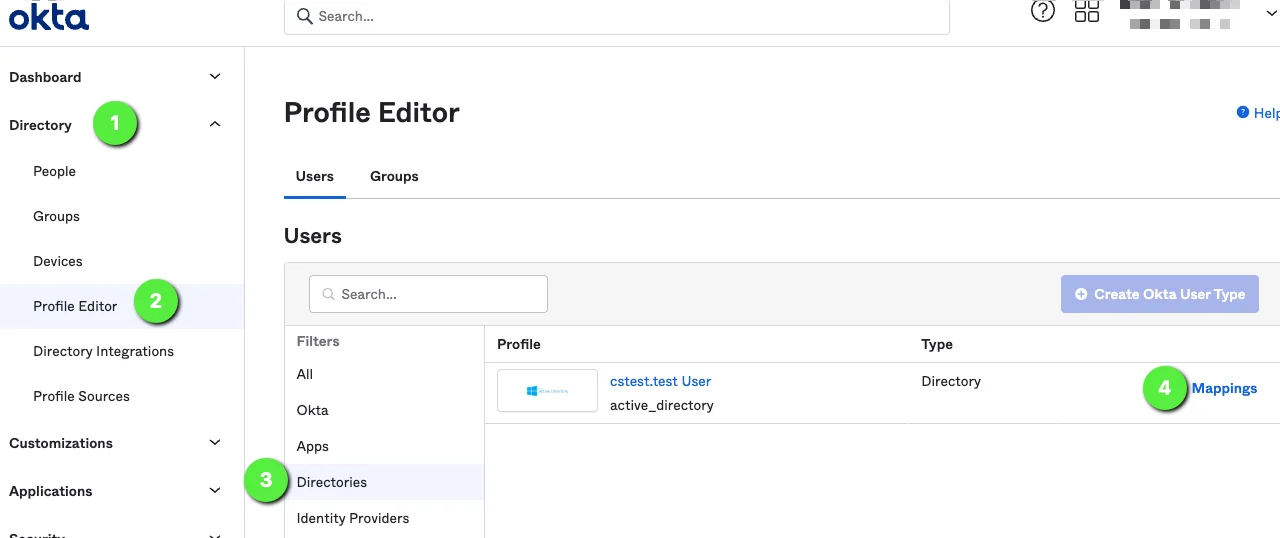 okta
Search...
Dashboard
Directory
1
People
Groups
Devices
Profile Editor
2
Directory Integrations
Profile Sources
Customizations
Applications
Security
Profile Editor
Help
Users
Groups
Users
Search...
Create Okta User Type
Filters
All
Okta
Apps
3
Directories
Identity Providers
Profile
Type
Active Directory
cstest.test User
active_directory
Directory
4
Mappings